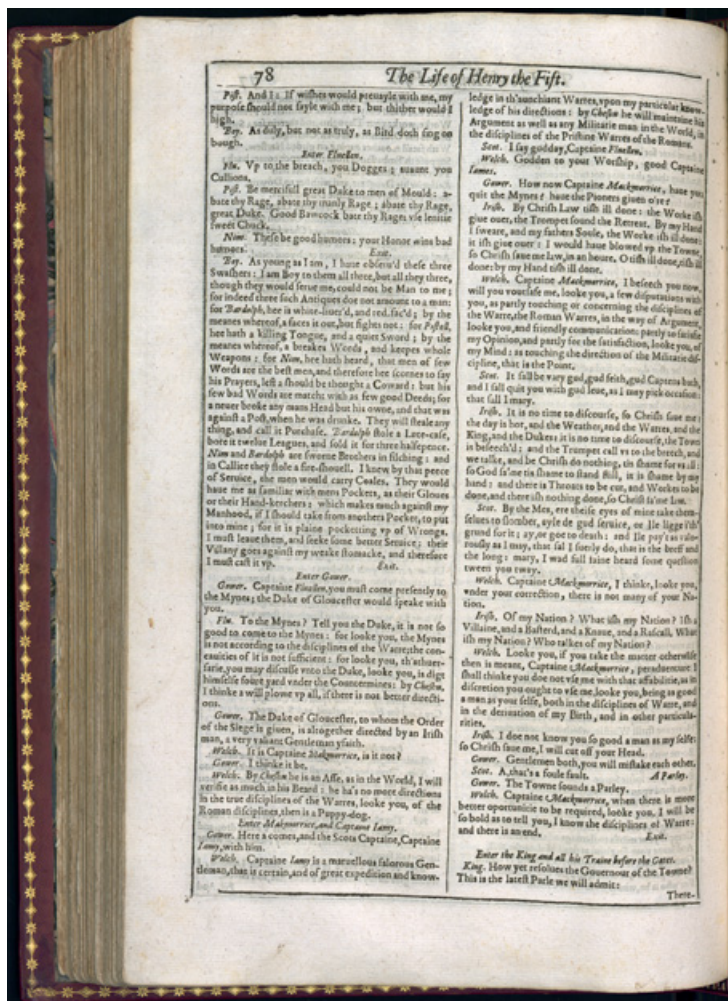 78
The Life of Henry the Fift.
Pist. And I: If wishes would preuayle with me, my
purpose should not fayle with me; but thither would I
high.
Boy. As duly, but not as truly, as Bird doth sing on
bough.
Enter Fluellen.
Flu. Vp to the breach, you Dogges; auaunt you
Cullions.
Pist. Be mercifull great Duke to men of Mould: a-
bate thy Rage, abate thy manly Rage; abate thy Rage,
great Duke. Good Bawcock bate thy Rage: vse lenitie
sweet Chuck.
Nim. These be good humors: your Honor wins bad
humors. Exit.
Boy. As young as I am, I haue obseru'd these three
Swashers: I am Boy to them all three, but all they three,
though they would serue me, could not be Man to me;
for indeed three such Antiques doe not amount to a man:
for Bardolph, hee is white-liuer'd, and red-fac'd; by the
meanes whereof, a faces it out, but fights not: for Pistoll,
hee hath a killing Tongue, and a quiet Sword; by the
meanes whereof, a breakes Words, and keepes whole
Weapons: for Nim, hee hath heard, that men of few
Words are the best men, and therefore hee scornes to say
his Prayers, lest a should be thought a Coward: but his
few bad Words are matcht with as few good Deeds; for
a neuer broke any mans Head but his owne, and that was
against a Post, when he was drunke. They will steale any
thing, and call it Purchase. Bardolph stole a Lute-case,
bore it twelue Leagues, and sold it for three halfepence.
Nim and Bardolph are sworne Brothers in filching: and
in Callice they stole a fire-shouell. I knew by that peece
of Seruice, the men would carry Coales. They would
haue me as familiar with mens Pockets, as their Gloues
or their Hand-kerchers: which makes much against my
Manhood, if I should take from anothers Pocket, to put
into mine; for it is plaine pocketting vp of Wrongs.
I must leaue them, and seeke some better Seruice: their
Villany goes against my weake stomacke, and therefore
I must cast it vp. Exit.
Enter Gower.
Gower. Captaine Fluellen, you must come presently to
the Mynes; the Duke of Gloucester would speake with
you.
Flu. To the Mynes? Tell you the Duke, it is not so
good to come to the Mynes: for looke you, the Mynes
is not according to the disciplines of the Warre; the con-
cauities of it is not sufficient: for looke you, th'athuer-
sarie, you may discusse vnto the Duke, looke you, is digt
himselfe foure yard vnder the Countermines: by Cheshu,
I thinke a will plowe vp all, if there is not better directi-
ons.
Gower. The Duke of Gloucester, to whom the Order
of the Siege is giuen, is altogether directed by an Irish
man, a very valiant Gentleman yfaith.
Welch. It is Captaine Makmorrice, is it not?
Gower. I thinke it be.
Welch. By Cheshu he is an Asse, as in the World, I will
verifie as much in his Beard: he ha's no more directions
in the true disciplines of the Warres, looke you, of the
Roman disciplines, then is a Puppy-dog.
Enter Makmorrice, and Captaine Iamy.
Gower. Here a comes, and the Scots Captaine, Captaine
Iamy, with him.
Welch. Captaine Iamy is a maruellous falorous Gen-
tleman, that is certain, and of great expedition and know-
ledge in th'aunchiant Warres, vpon my particular know-
ledge of his directions: by Cheshu he will maintaine his
Argument as well as any Militarie man in the World, in
the disciplines of the Pristine Warres of the Romans.
Scot. I say gudday, Captaine Fluellen.
Welch. Godden to your Worship, good Captaine
Iames.
Gower. How now Captaine Mackmorrice, haue you
quit the Mynes? haue the Pioners giuen o're?
Irish. By Chrish Law tish ill done: the Worke ish
giue ouer, the Trompet sound the Retreat. By my Hand
I sweare, and my fathers Soule, the Worke ish ill done:
it ish giue ouer: I would haue blowed vp the Towne,
so Chrish saue me law, in an houre. O tish ill done, tish ill
done: by my Hand tish ill done.
Welch. Captaine Mackmorrice, I beseech you now,
will you voutsafe me, looke you, a few disputations with
you, as partly touching or concerning the disciplines of
the Warre, the Roman Warres, in the way of Argument,
looke you, and friendly communication: partly to satisfie
my Opinion, and partly for the satisfaction, looke you, of
my Mind: as touching the direction of the Militarie dis-
cipline, that is the Point.
Scot. It sall be vary gud, gud feith, gud Captens bath,
and I sall quit you with gud leue, as I may pick occasion:
that sall I mary.
Irish. It is no time to discourse, so Chrish saue me:
the day is hot, and the Weather, and the Warres, and the
King, and the Dukes: it is no time to discourse, the Town
is beseech'd: and the Trumpet call vs to the breech, and
we talke, and be Chrish do nothing, tis shame for vs all:
so God sa'me tis shame to stand still, it is shame by my
hand: and there is Throats to be cut, and Workes to be
done, and there ish nothing done, so Christ sa'me law.
Scot. By the Mes, ere theise eyes of mine take them-
selues to slomber, ayle de gud seruice, or Ile ligge i'th'
grund for it; ay, or goe to death: and Ile pay't as valo-
rously as I may, that sal I suerly do, that is the breff and
the long: mary, I wad full faine heard some question
tween you tway.
Welch. Captaine Mackmorrice, I thinke, looke you,
vnder your correction, there is not many of your Na-
tion.
Irish. Of my Nation? What ish my Nation? Ish a
Villaine, and a Basterd, and a Knaue, and a Rascall. What
ish my Nation? Who talkes of my Nation?
Welch. Looke you, if you take the matter otherwise
then is meant, Captaine Mackmorrice, peraduenture I
shall thinke you doe not vse me with that affabilitie, as in
discretion you ought to vse me, looke you, being as good
a man as your selfe, both in the disciplines of Warre, and
in the deriuation of my Birth, and in other particula-
rities.
Irish. I doe not know you so good a man as my selfe:
so Chrish saue me, I will cut off your Head.
Gower. Gentlemen both, you will mistake each other.
Scot. A, that's a foule fault. A Parley.
Gower. The Towne sounds a Parley.
Welch. Captaine Mackmorrice, when there is more
better oportunitie to be required, looke you, I will be
so bold as to tell you, I know the disciplines of Warre:
and there is an end. Exit.
Enter the King and all his Traine before the Gates.
King. How yet resolues the Gouernour of the Towne?
This is the latest Parle we will admit:
There-